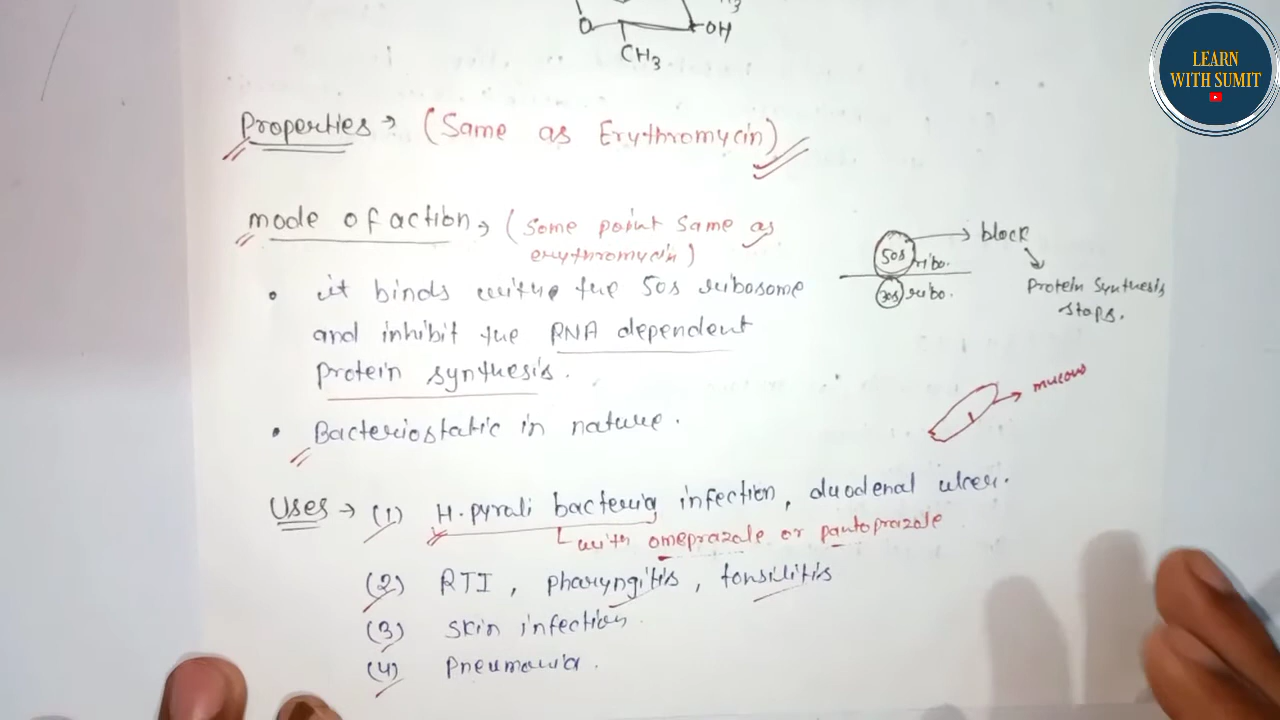 O
OH
CH3
LEARN
WITH SUMIT
Properties → (Same as Erythromycin)
mode of action → (Some point same as
erythromycin)
• it binds withe the 50s ribosome
and inhibit the RNA dependent
Protein synthesis.
• Bacteriostatic in nature.
50s ribo. → block
30s ribo.
Protein Synthesis
stops.
mucous
Uses → (1) H.pyrali bacteria infection, duodenal ulcer.
with omeprazole or pantoprazole
(2) RTI, pharyngitis, tonsilitis
(3) Skin infection.
(4) Pneumonia.